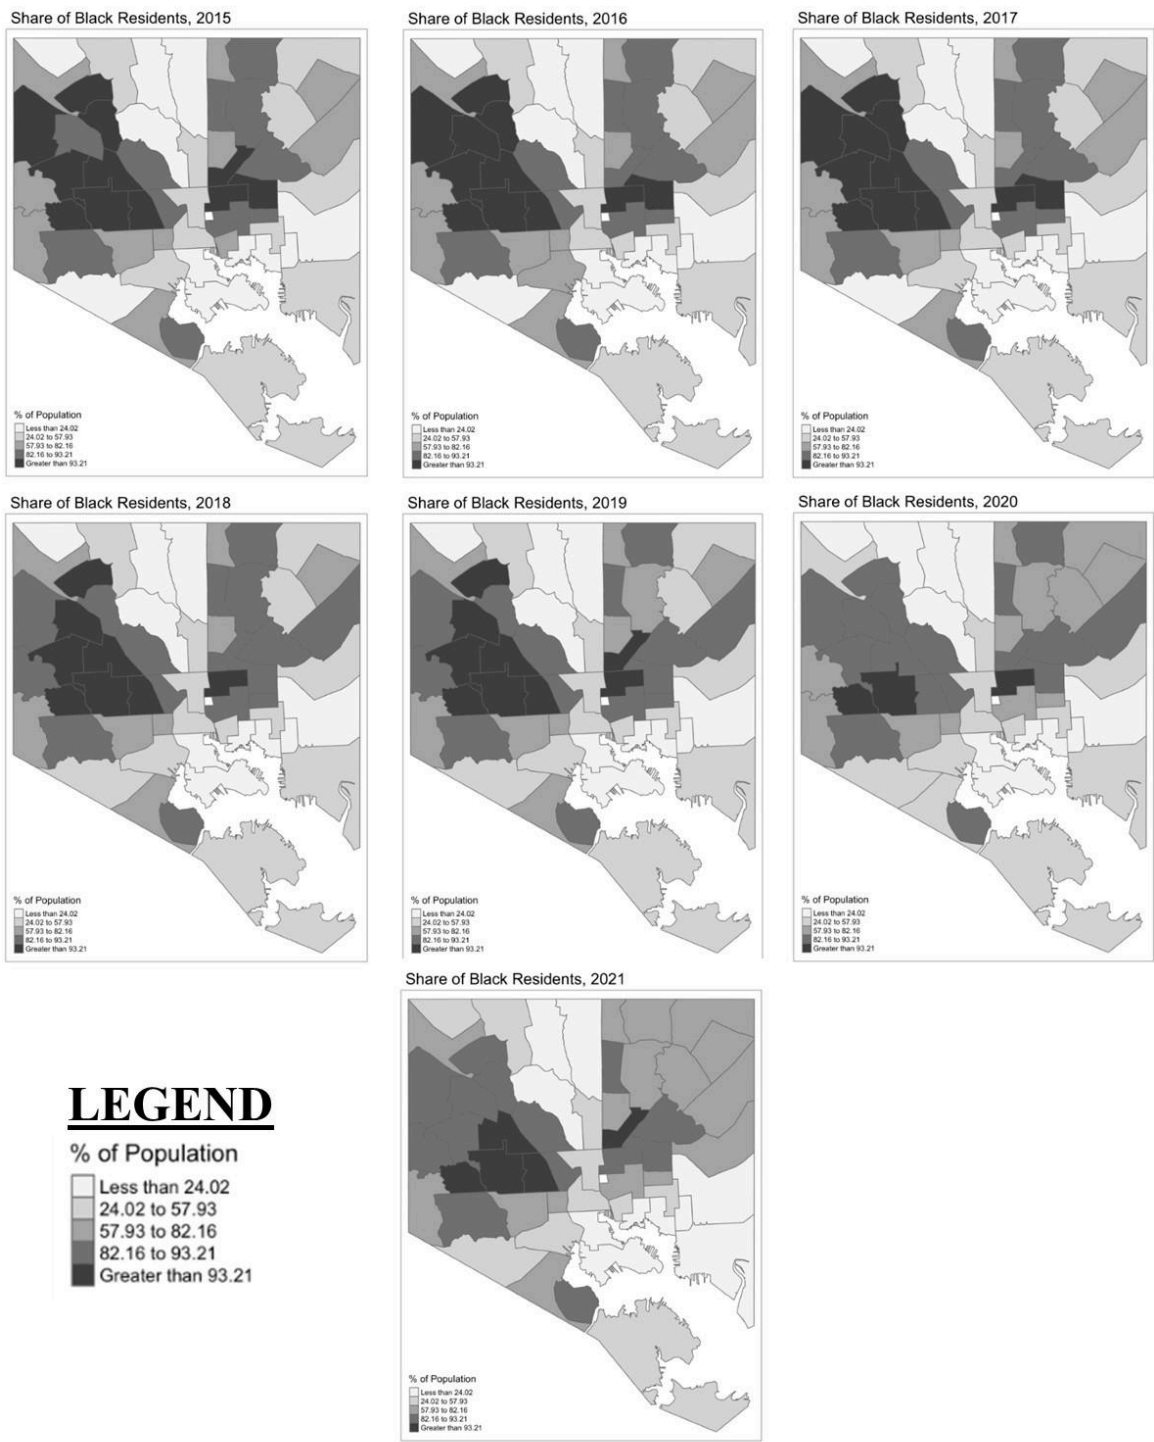 Share of Black Residents, 2015
% of Population
Less than 24.02
24.02 to 57.93
57.93 to 82.16
82.16 to 93.21
Greater than 93.21
Share of Black Residents, 2016
% of Population
Less than 24.02
24.02 to 57.93
57.93 to 82.16
82.16 to 93.21
Greater than 93.21
Share of Black Residents, 2017
% of Population
Less than 24.02
24.02 to 57.93
57.93 to 82.16
82.16 to 93.21
Greater than 93.21
Share of Black Residents, 2018
% of Population
Less than 24.02
24.02 to 57.93
57.93 to 82.16
82.16 to 93.21
Greater than 93.21
Share of Black Residents, 2019
% of Population
Less than 24.02
24.02 to 57.93
57.93 to 82.16
82.16 to 93.21
Greater than 93.21
Share of Black Residents, 2020
% of Population
Less than 24.02
24.02 to 57.93
57.93 to 82.16
82.16 to 93.21
Greater than 93.21
Share of Black Residents, 2021
% of Population
Less than 24.02
24.02 to 57.93
57.93 to 82.16
82.16 to 93.21
Greater than 93.21
LEGEND
% of Population
Less than 24.02
24.02 to 57.93
57.93 to 82.16
82.16 to 93.21
Greater than 93.21